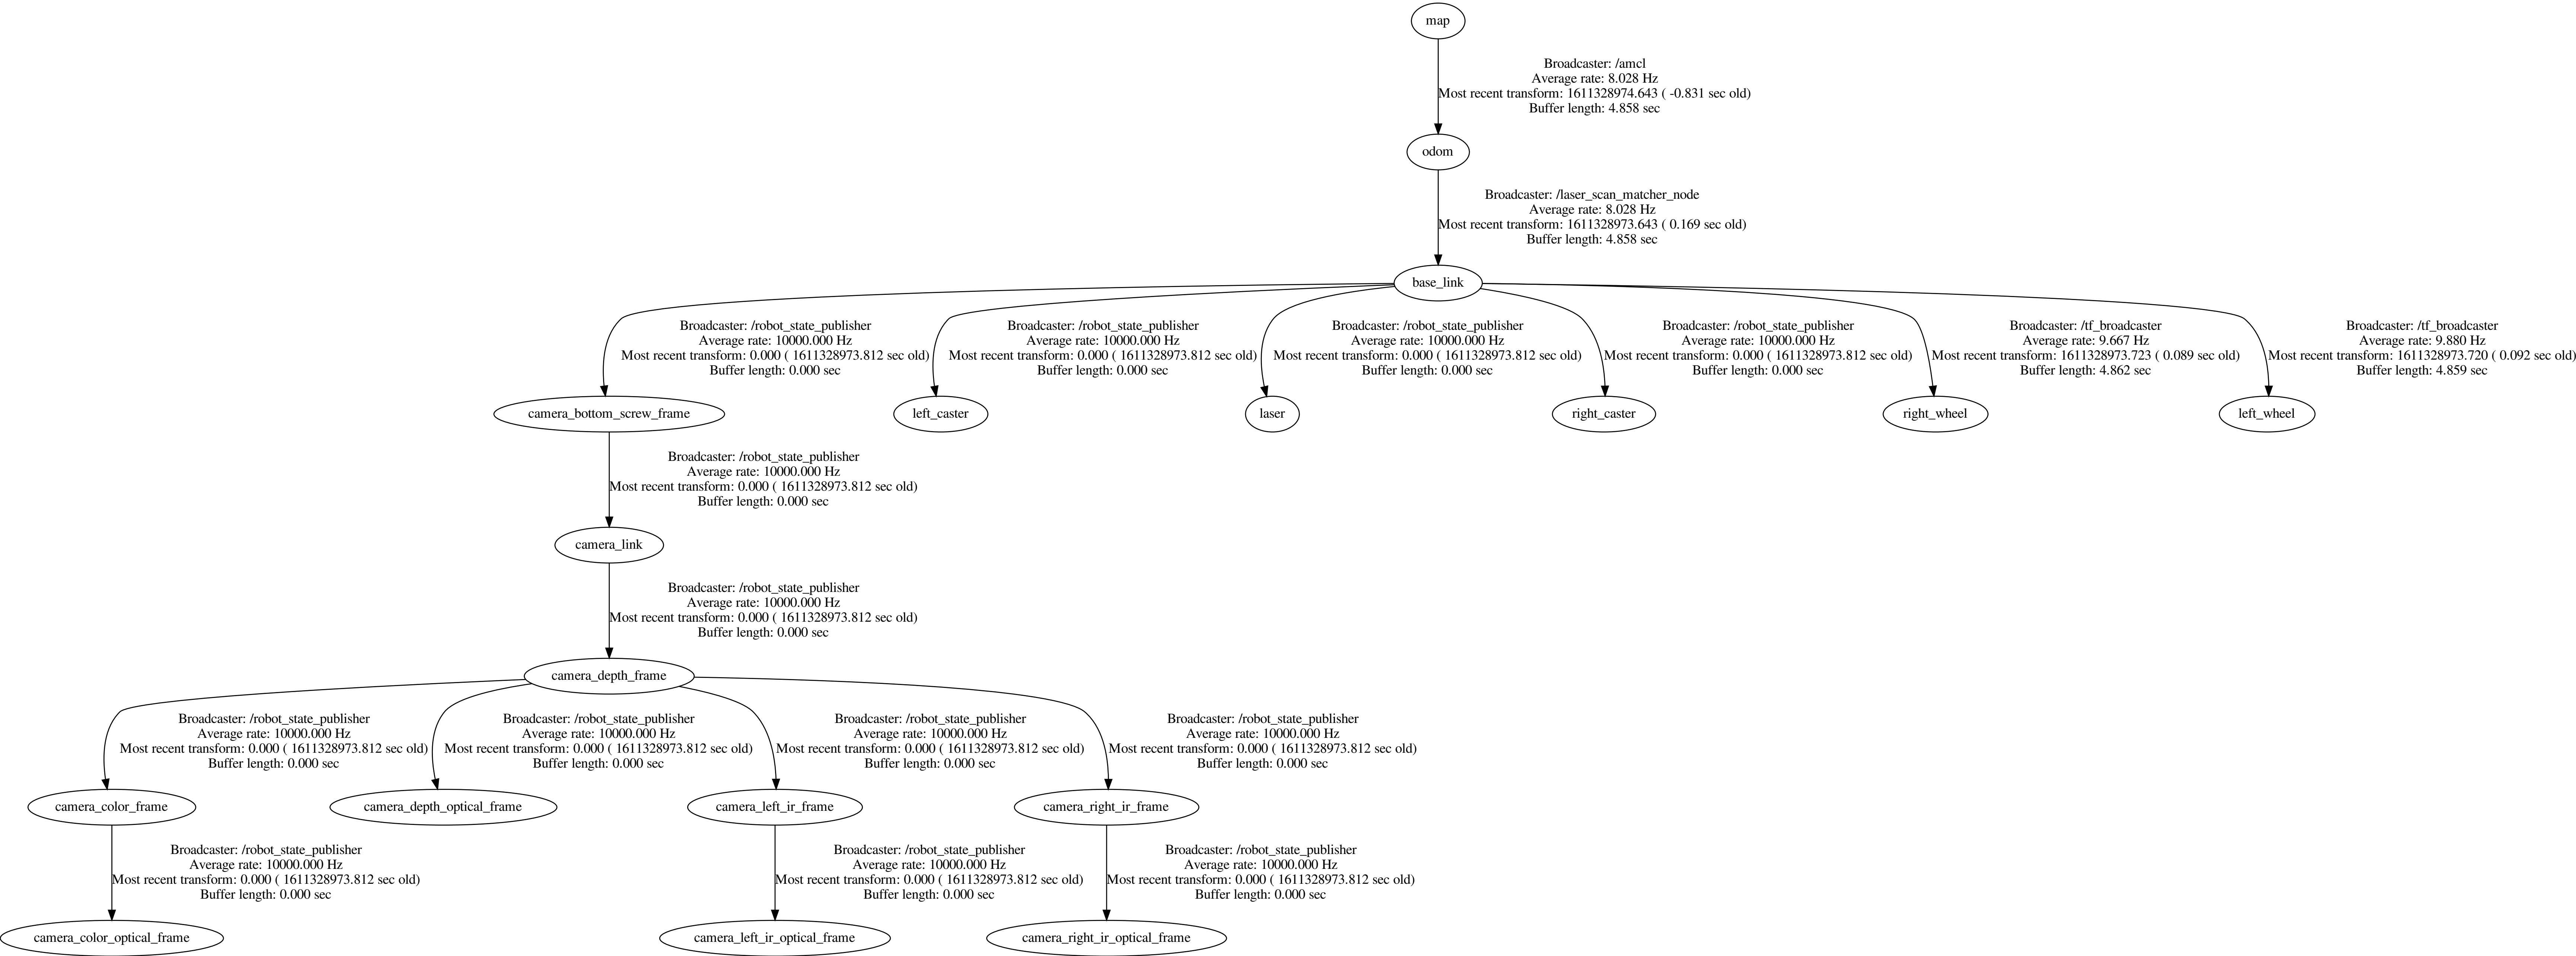 map
Broadcaster: /amcl
Average rate: 8.028 Hz
Most recent transform: 1611328974.643 ( -0.831 sec old)
Buffer length: 4.858 sec
odom
Broadcaster: /laser_scan_matcher_node
Average rate: 8.028 Hz
Most recent transform: 1611328973.643 ( 0.169 sec old)
Buffer length: 4.858 sec
base_link
Broadcaster: /robot_state_publisher
Average rate: 10000.000 Hz
Most recent transform: 0.000 ( 1611328973.812 sec old)
Buffer length: 0.000 sec
Broadcaster: /robot_state_publisher
Average rate: 10000.000 Hz
Most recent transform: 0.000 ( 1611328973.812 sec old)
Buffer length: 0.000 sec
Broadcaster: /robot_state_publisher
Average rate: 10000.000 Hz
Most recent transform: 0.000 ( 1611328973.812 sec old)
Buffer length: 0.000 sec
Broadcaster: /robot_state_publisher
Average rate: 10000.000 Hz
Most recent transform: 0.000 ( 1611328973.812 sec old)
Buffer length: 0.000 sec
Broadcaster: /tf_broadcaster
Average rate: 9.667 Hz
Most recent transform: 1611328973.723 ( 0.089 sec old)
Buffer length: 4.862 sec
Broadcaster: /tf_broadcaster
Average rate: 9.880 Hz
Most recent transform: 1611328973.720 ( 0.092 sec old)
Buffer length: 4.859 sec
camera_bottom_screw_frame
left_caster
laser
right_caster
right_wheel
left_wheel
Broadcaster: /robot_state_publisher
Average rate: 10000.000 Hz
Most recent transform: 0.000 ( 1611328973.812 sec old)
Buffer length: 0.000 sec
camera_link
Broadcaster: /robot_state_publisher
Average rate: 10000.000 Hz
Most recent transform: 0.000 ( 1611328973.812 sec old)
Buffer length: 0.000 sec
camera_depth_frame
Broadcaster: /robot_state_publisher
Average rate: 10000.000 Hz
Most recent transform: 0.000 ( 1611328973.812 sec old)
Buffer length: 0.000 sec
Broadcaster: /robot_state_publisher
Average rate: 10000.000 Hz
Most recent transform: 0.000 ( 1611328973.812 sec old)
Buffer length: 0.000 sec
Broadcaster: /robot_state_publisher
Average rate: 10000.000 Hz
Most recent transform: 0.000 ( 1611328973.812 sec old)
Buffer length: 0.000 sec
Broadcaster: /robot_state_publisher
Average rate: 10000.000 Hz
Most recent transform: 0.000 ( 1611328973.812 sec old)
Buffer length: 0.000 sec
camera_color_frame
camera_depth_optical_frame
camera_left_ir_frame
camera_right_ir_frame
Broadcaster: /robot_state_publisher
Average rate: 10000.000 Hz
Most recent transform: 0.000 ( 1611328973.812 sec old)
Buffer length: 0.000 sec
Broadcaster: /robot_state_publisher
Average rate: 10000.000 Hz
Most recent transform: 0.000 ( 1611328973.812 sec old)
Buffer length: 0.000 sec
Broadcaster: /robot_state_publisher
Average rate: 10000.000 Hz
Most recent transform: 0.000 ( 1611328973.812 sec old)
Buffer length: 0.000 sec
camera_color_optical_frame
camera_left_ir_optical_frame
camera_right_ir_optical_frame